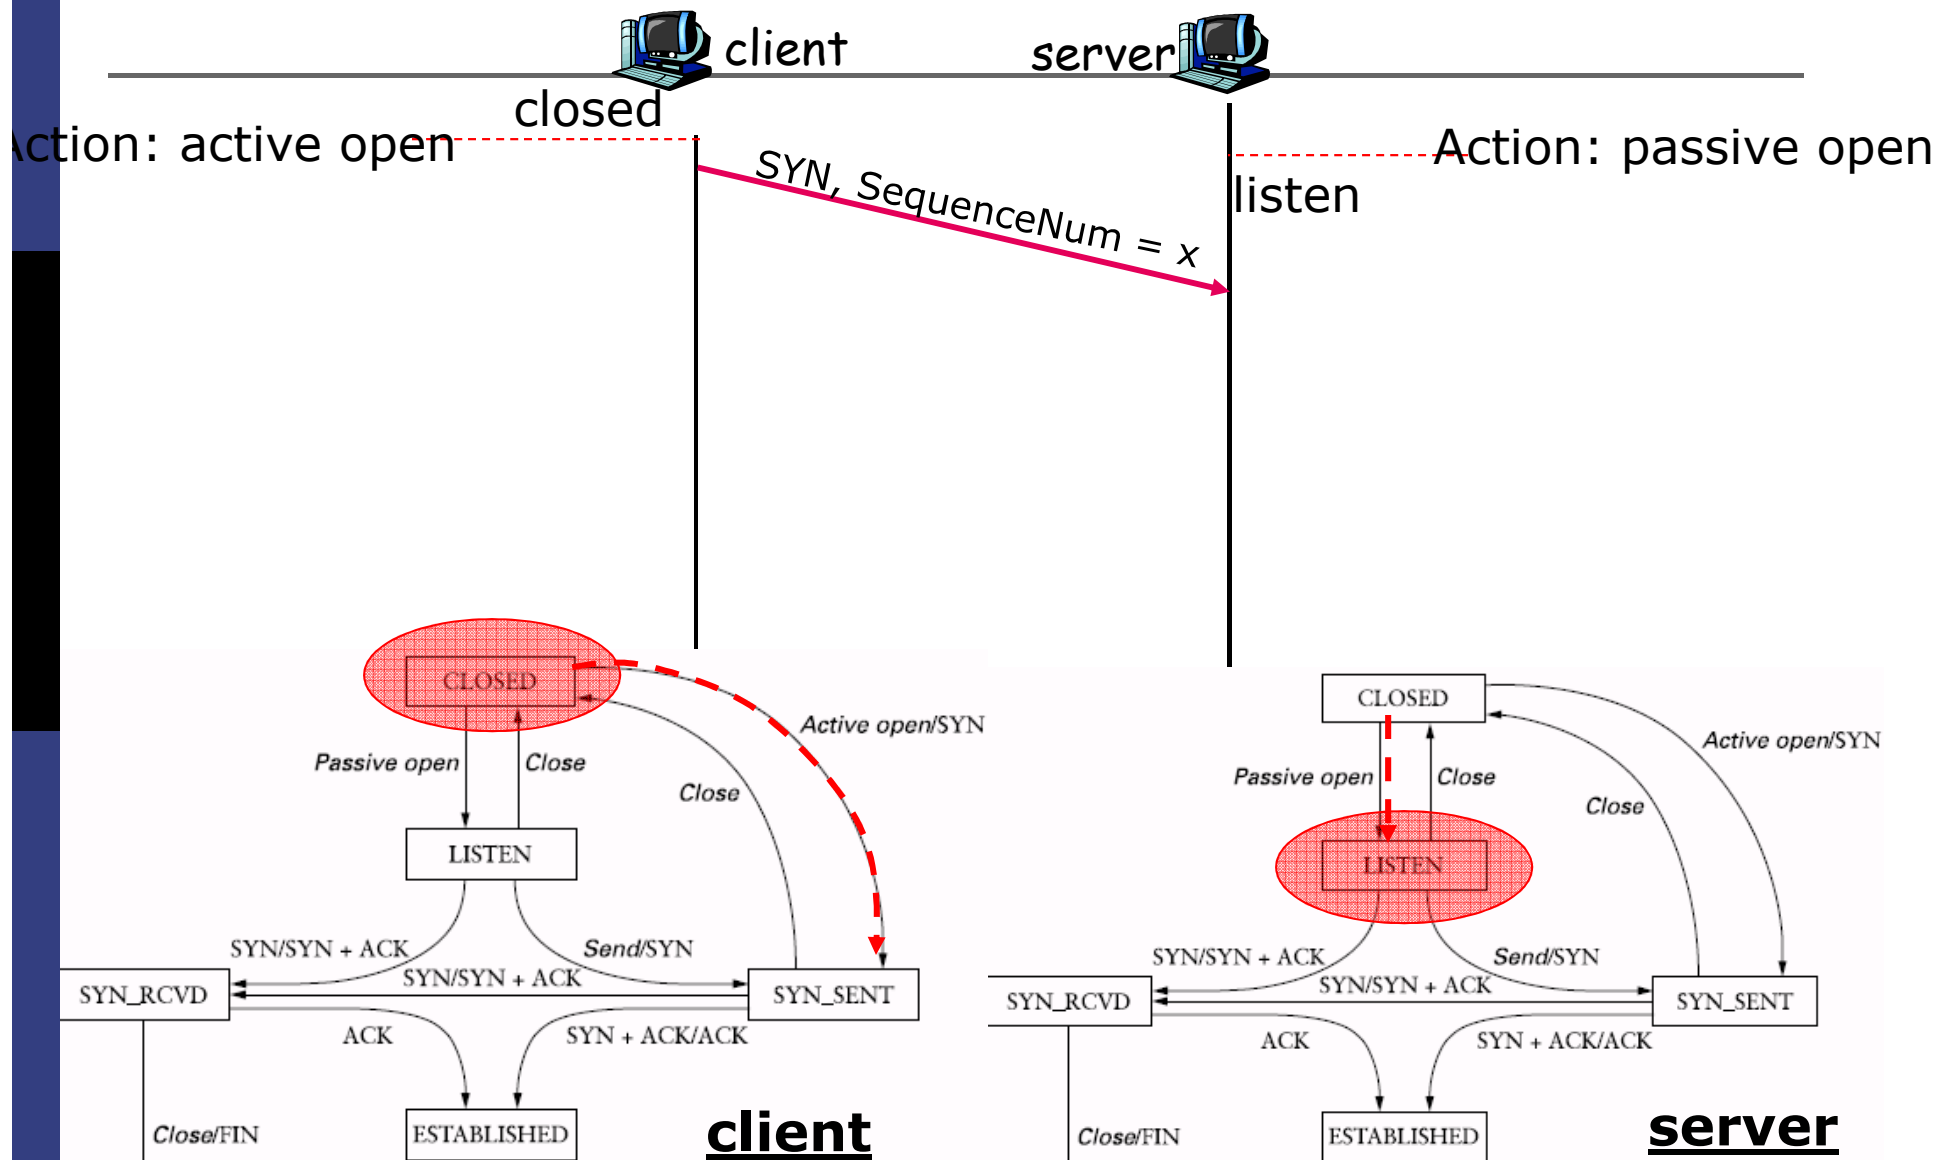 client
server
closed
Action: active open
Action: passive open
listen
SYN, SequenceNum = x
CLOSED
Active open/SYN
Passive open
Close
Close
LISTEN
SYN/SYN + ACK
Send/SYN
SYN/SYN + ACK
SYN_RCVD
SYN_SENT
ACK
SYN + ACK/ACK
Close/FIN
ESTABLISHED
client
CLOSED
Active open/SYN
Passive open
Close
Close
LISTEN
SYN/SYN + ACK
Send/SYN
SYN/SYN + ACK
SYN_RCVD
SYN_SENT
ACK
SYN + ACK/ACK
Close/FIN
ESTABLISHED
server